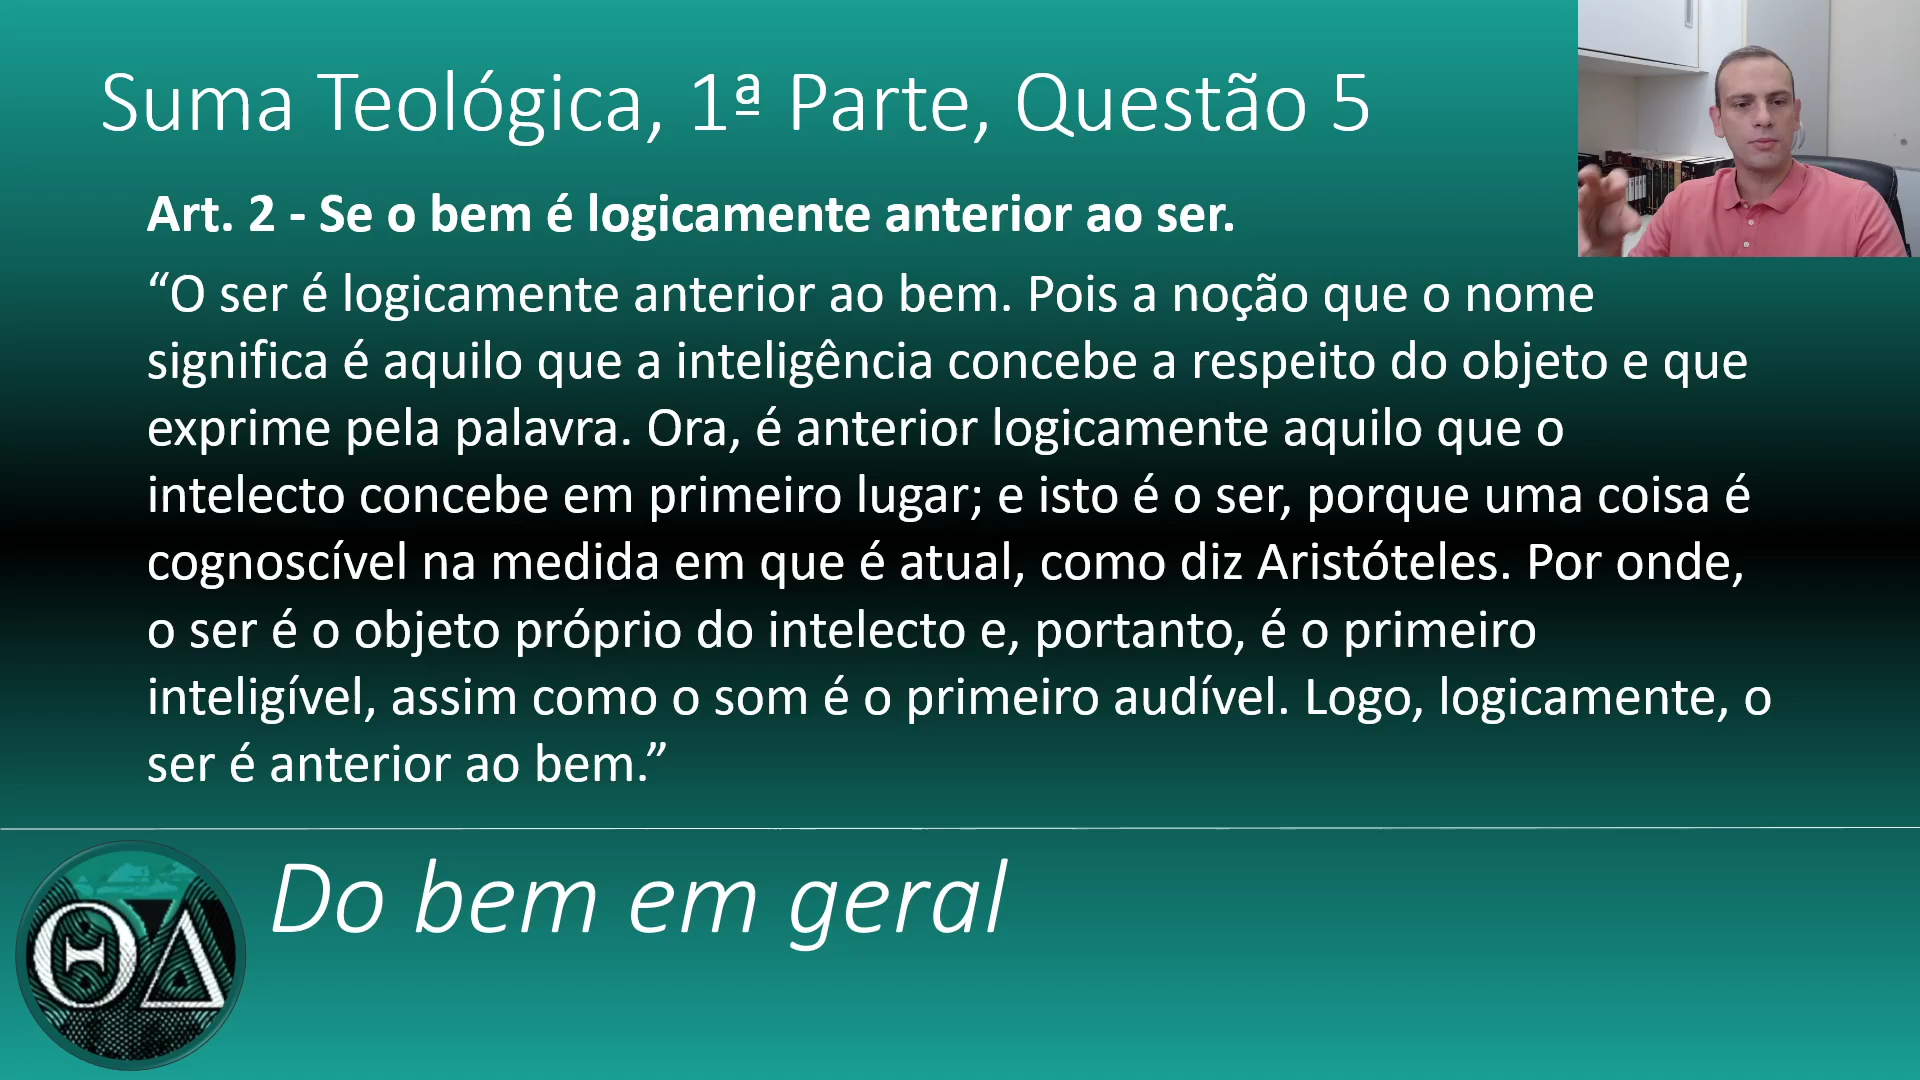 Suma Teológica, 1ª Parte, Questão 5
Art. 2 - Se o bem é logicamente anterior ao ser.
“O ser é logicamente anterior ao bem. Pois a noção que o nome
significa é aquilo que a inteligência concebe a respeito do objeto e que
exprime pela palavra. Ora, é anterior logicamente aquilo que o
intelecto concebe em primeiro lugar; e isto é o ser, porque uma coisa é
cognoscível na medida em que é atual, como diz Aristóteles. Por onde,
o ser é o objeto próprio do intelecto e, portanto, é o primeiro
inteligível, assim como o som é o primeiro audível. Logo, logicamente, o
ser é anterior ao bem.”
Do bem em geral
ΘΔ